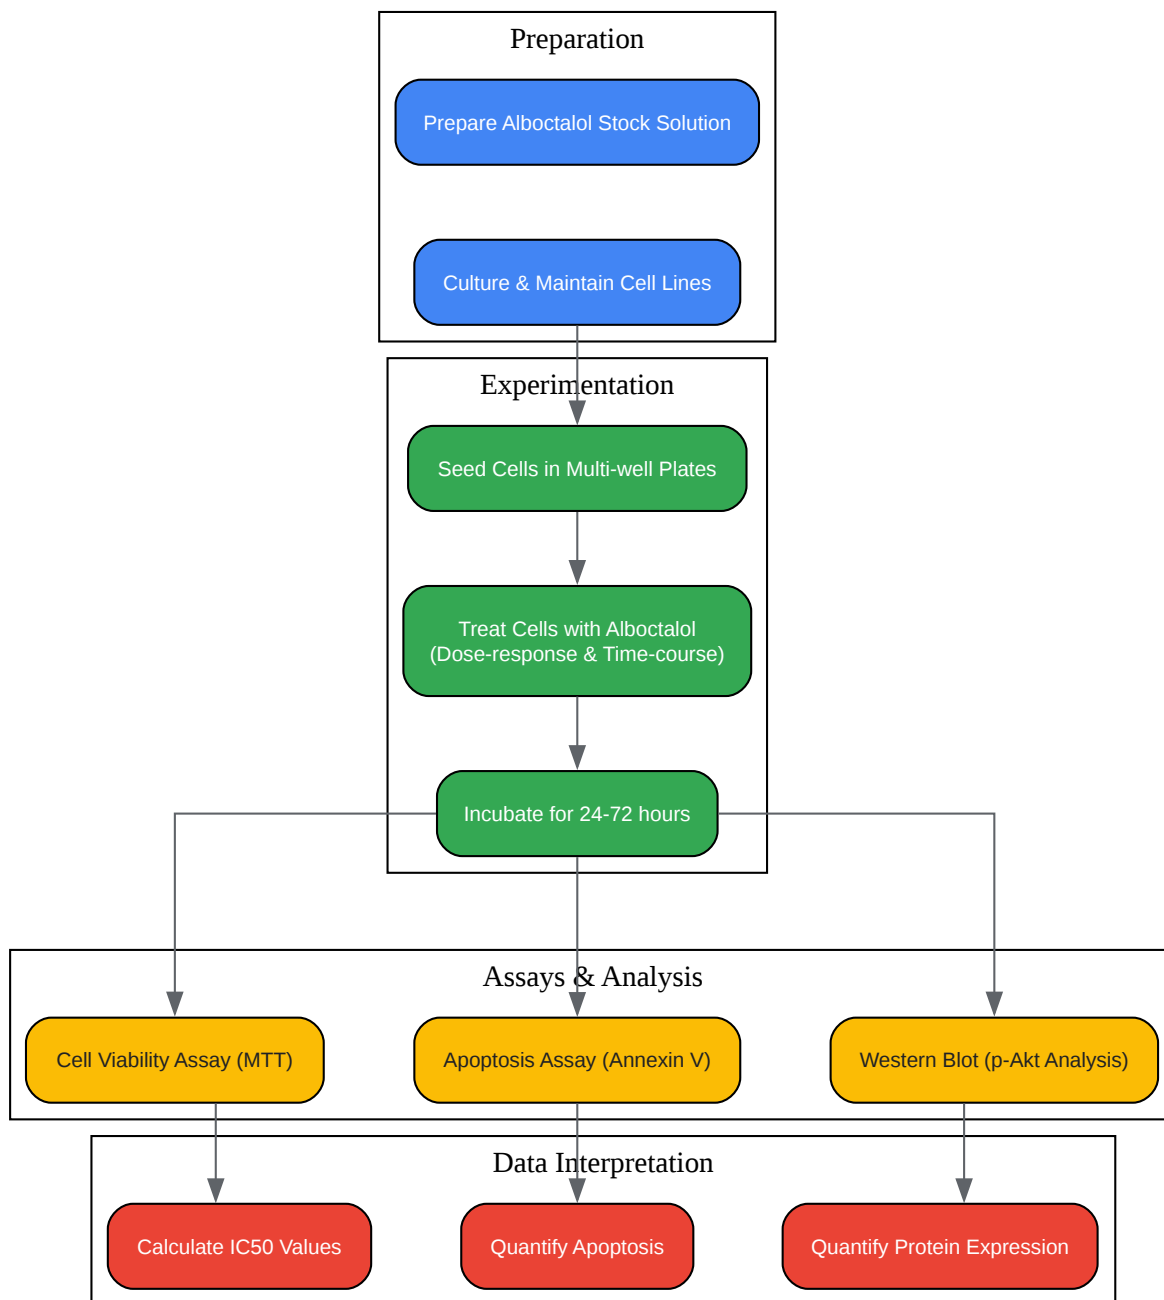 Preparation
Prepare Alboctalol Stock Solution
Culture & Maintain Cell Lines
Experimentation
Seed Cells in Multi-well Plates
Treat Cells with Alboctalol
(Dose-response & Time-course)
Incubate for 24-72 hours
Assays & Analysis
Cell Viability Assay (MTT)
Apoptosis Assay (Annexin V)
Western Blot (p-Akt Analysis)
Data Interpretation
Calculate IC50 Values
Quantify Apoptosis
Quantify Protein Expression